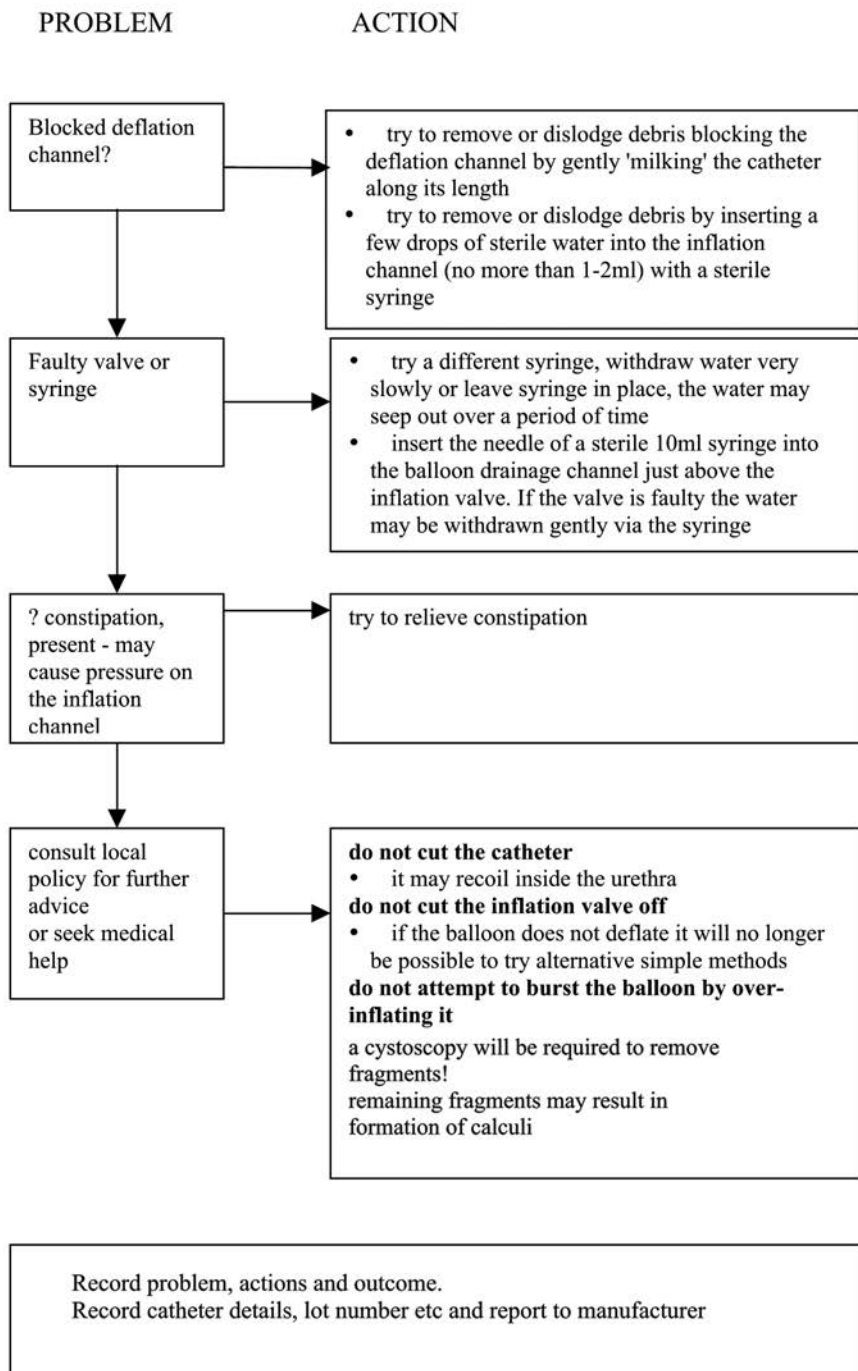 PROBLEM
ACTION
Blocked deflation
channel?
• try to remove or dislodge debris blocking the
deflation channel by gently 'milking' the catheter
along its length
• try to remove or dislodge debris by inserting a
few drops of sterile water into the inflation
channel (no more than 1-2ml) with a sterile
syringe
Faulty valve or
syringe
• try a different syringe, withdraw water very
slowly or leave syringe in place, the water may
seep out over a period of time
• insert the needle of a sterile 10ml syringe into
the balloon drainage channel just above the
inflation valve. If the valve is faulty the water
may be withdrawn gently via the syringe
? constipation,
present - may
cause pressure on
the inflation
channel
try to relieve constipation
consult local
policy for further
advice
or seek medical
help
do not cut the catheter
• it may recoil inside the urethra
do not cut the inflation valve off
• if the balloon does not deflate it will no longer
be possible to try alternative simple methods
do not attempt to burst the balloon by over-
inflating it
a cystoscopy will be required to remove
fragments!
remaining fragments may result in
formation of calculi
Record problem, actions and outcome.
Record catheter details, lot number etc and report to manufacturer